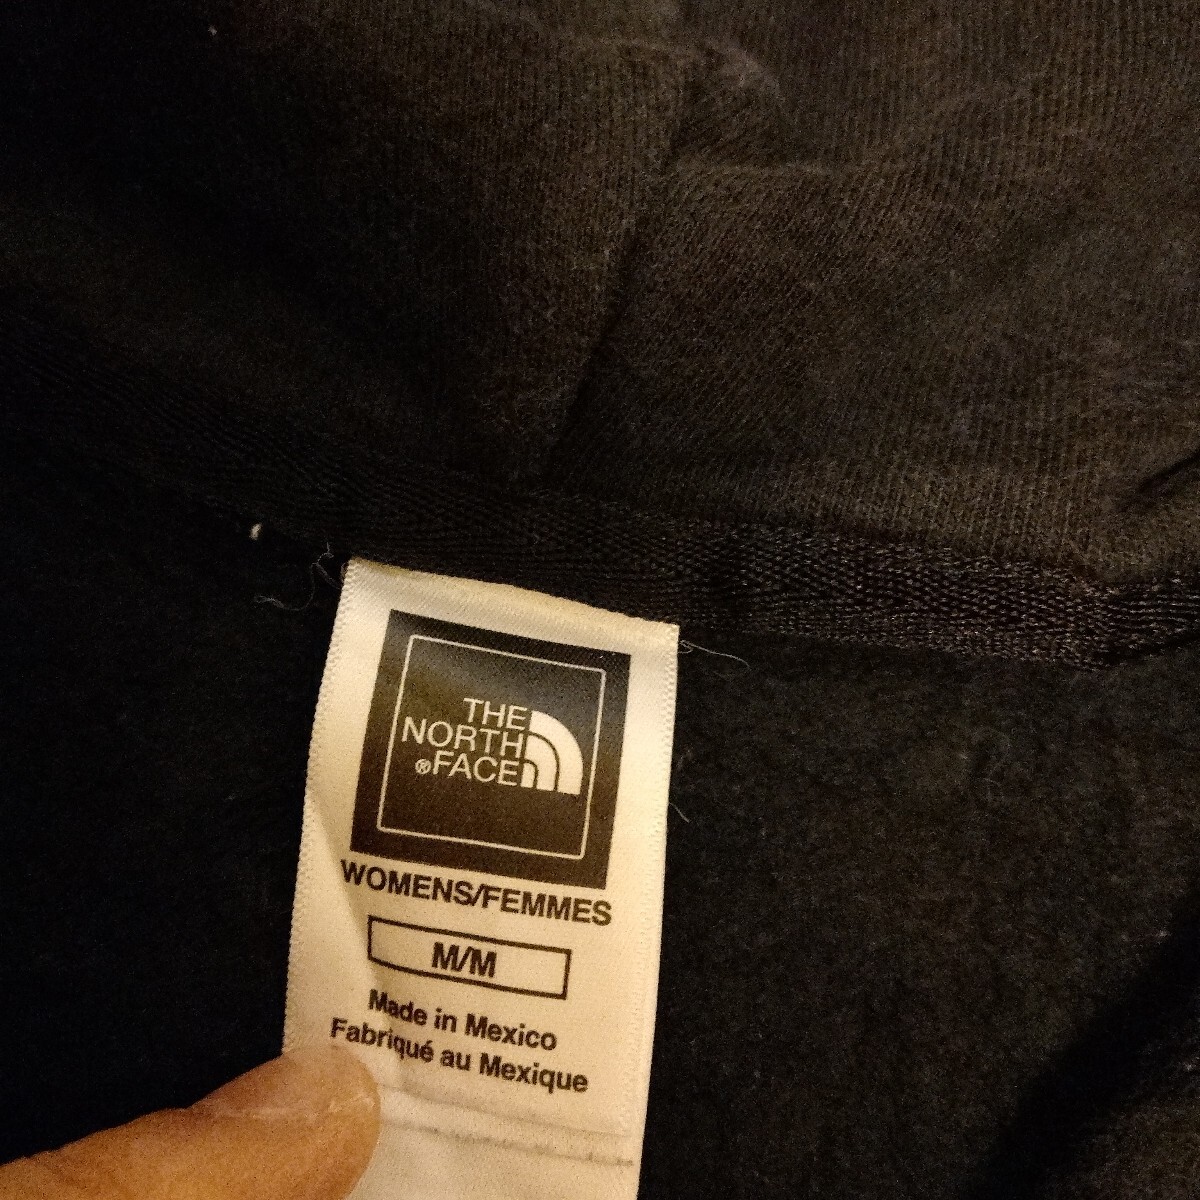 THE
NORTH
®FACE
WOMENS/FEMMES
M/M
Made in Mexico
Fabriqué au Mexique